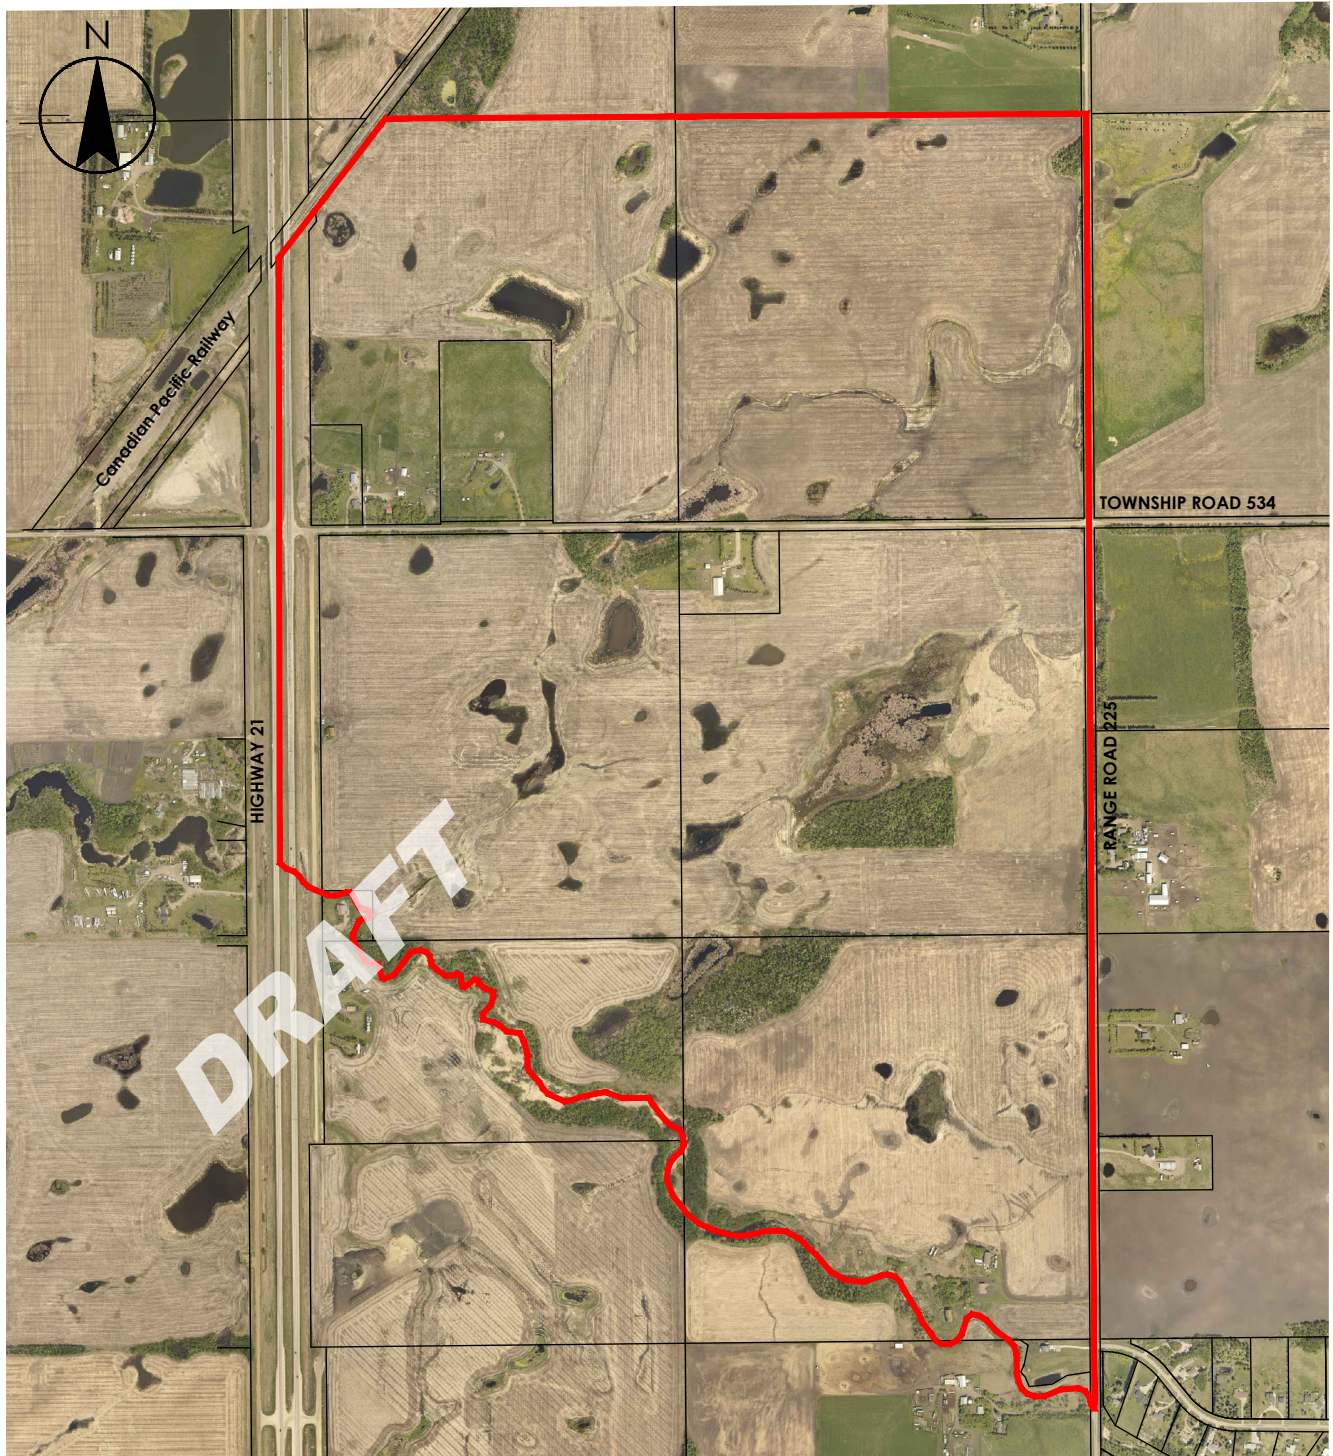 N
Canadian Pacific Railway
TOWNSHIP ROAD 534
HIGHWAY 21
RANGE ROAD 225
DRAFT